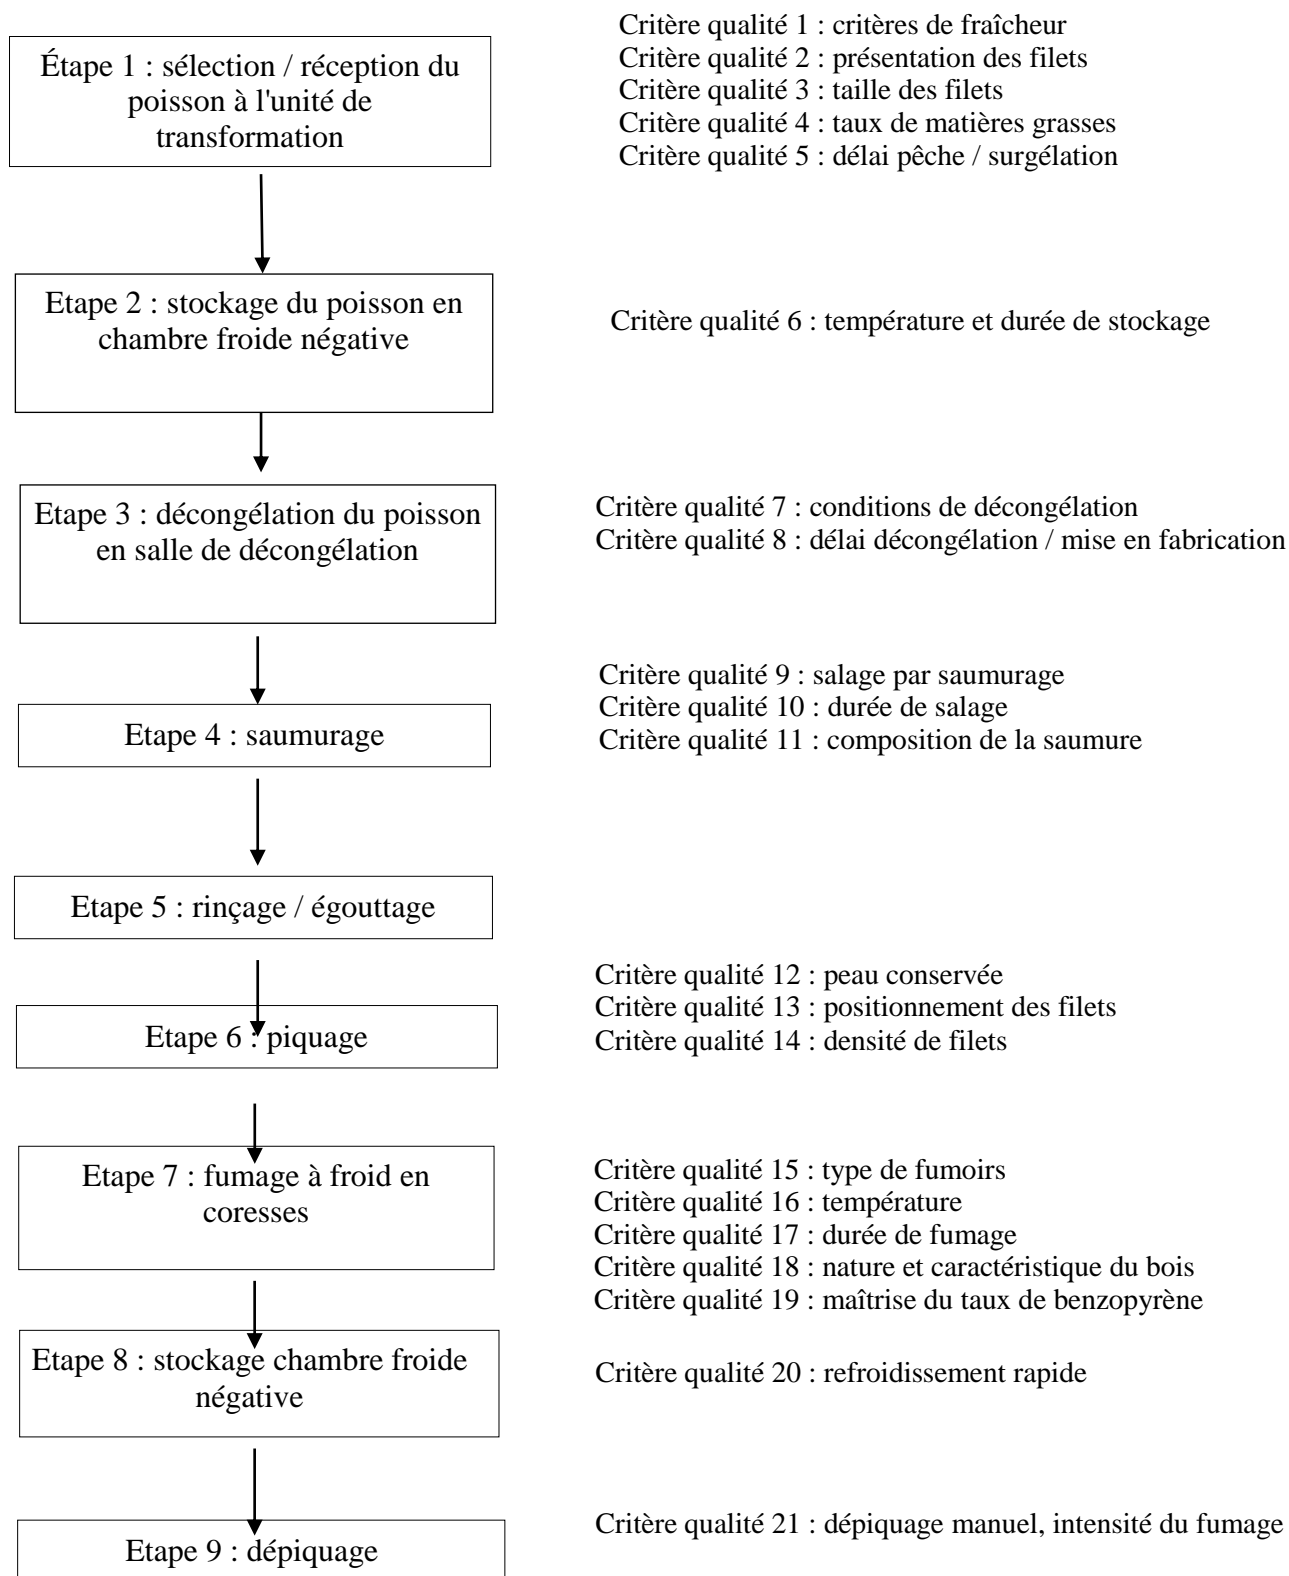 Critère qualité 1 : critères de fraîcheur
Étape 1 : sélection / réception du
poisson à l'unité de
transformation
Critère qualité 2 : présentation des filets
Critère qualité 3 : taille des filets
Critère qualité 4 : taux de matières grasses
Critère qualité 5 : délai pêche / surgélation
Etape 2 : stockage du poisson en
chambre froide négative
Critère qualité 6 : température et durée de stockage
Etape 3 : décongélation du poisson
en salle de décongélation
Critère qualité 7 : conditions de décongélation
Critère qualité 8 : délai décongélation / mise en fabrication
Etape 4 : saumurage
Critère qualité 9 : salage par saumurage
Critère qualité 10 : durée de salage
Critère qualité 11 : composition de la saumure
Etape 5 : rinçage / égouttage
Etape 6 : piquage
Critère qualité 12 : peau conservée
Critère qualité 13 : positionnement des filets
Critère qualité 14 : densité de filets
Etape 7 : fumage à froid en
coresses
Critère qualité 15 : type de fumoirs
Critère qualité 16 : température
Critère qualité 17 : durée de fumage
Critère qualité 18 : nature et caractéristique du bois
Critère qualité 19 : maîtrise du taux de benzopyrène
Etape 8 : stockage chambre froide
négative
Critère qualité 20 : refroidissement rapide
Etape 9 : dépiquage
Critère qualité 21 : dépiquage manuel, intensité du fumage